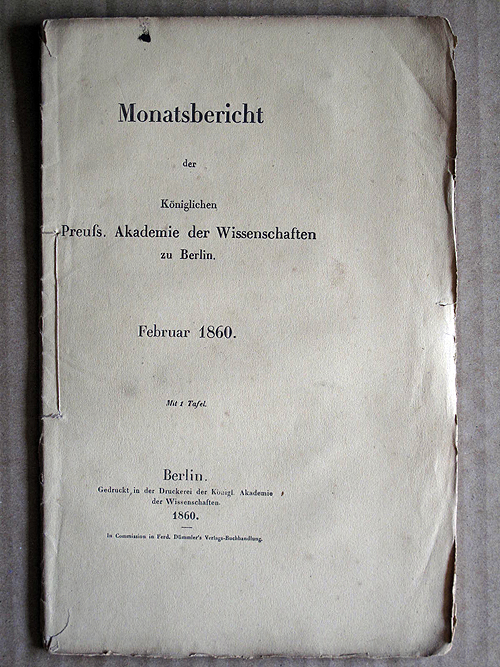 Monatsbericht
der
Königlichen
Preuſs. Akademie der Wissenschaften
zu Berlin.
Februar 1860.
Mit 1 Tafel.
Berlin.
Gedruckt in der Druckerei der Königl. Akademie
der Wissenschaften.
1860.
In Commission in Ferd. Dümmler's Verlags-Buchhandlung.